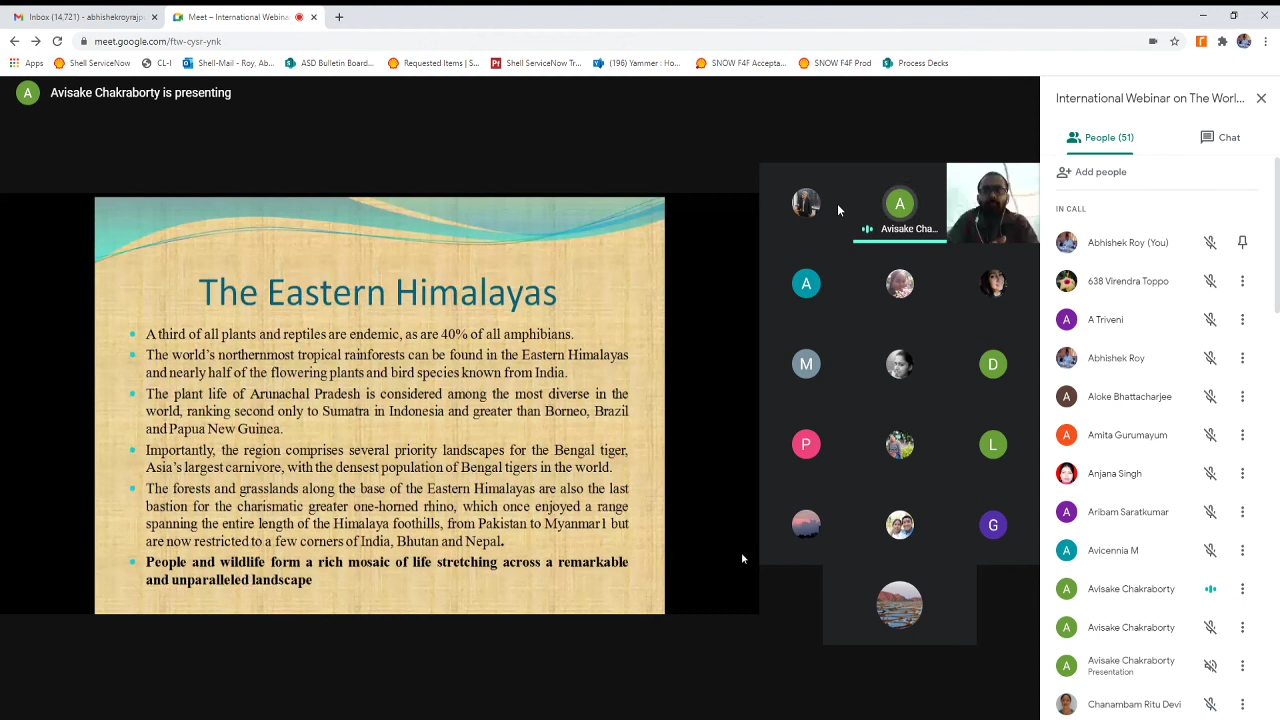 Inbox (14,721) - abhishekroyrajp
Meet – International Webina
meet.google.com/ftw-cysr-ynk
Apps Shell ServiceNow CL-I Shell-Mail - Roy, Ab... ASD Bulletin Board... Requested Items | S... Shell ServiceNow Tr... (196) Yammer : Ho... SNOW F4F Accepta... SNOW F4F Prod Process Decks
A Avisake Chakraborty is presenting
The Eastern Himalayas
A third of all plants and reptiles are endemic, as are 40% of all amphibians.
The world's northernmost tropical rainforests can be found in the Eastern Himalayas
and nearly half of the flowering plants and bird species known from India.
The plant life of Arunachal Pradesh is considered among the most diverse in the
world, ranking second only to Sumatra in Indonesia and greater than Borneo, Brazil
and Papua New Guinea.
Importantly, the region comprises several priority landscapes for the Bengal tiger,
Asia's largest carnivore, with the densest population of Bengal tigers in the world.
The forests and grasslands along the base of the Eastern Himalayas are also the last
bastion for the charismatic greater one-horned rhino, which once enjoyed a range
spanning the entire length of the Himalaya foothills, from Pakistan to Myanmar1 but
are now restricted to a few corners of India, Bhutan and Nepal.
People and wildlife form a rich mosaic of life stretching across a remarkable
and unparalleled landscape
A
Avisake Cha...
A
M D
P L
G
International Webinar on The Worl...
People (51) Chat
Add people
IN CALL
Abhishek Roy (You)
638 Virendra Toppo
A A Triveni
Abhishek Roy
A Aloke Bhattacharjee
A Amita Gurumayum
Anjana Singh
A Aribam Saratkumar
A Avicennia M
A Avisake Chakraborty
A Avisake Chakraborty
A Avisake Chakraborty
Presentation
Chanambam Ritu Devi